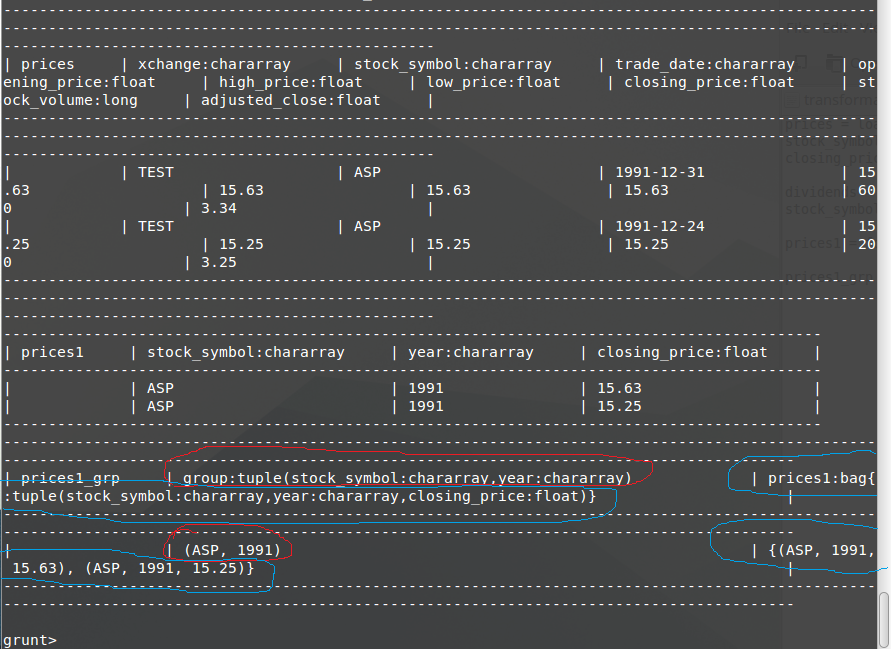 | prices | xchange:chararray | stock_symbol:chararray | trade_date:chararray | op
ening_price:float | high_price:float | low_price:float | closing_price:float | st
ock_volume:long | adjusted_close:float |
| | TEST | ASP | 1991-12-31 | 15
.63 | 15.63 | 15.63 | 15.63 | 60
0 | 3.34 |
| | TEST | ASP | 1991-12-24 | 15
.25 | 15.25 | 15.25 | 15.25 | 20
0 | 3.25 |
| prices1 | stock_symbol:chararray | year:chararray | closing_price:float |
| | ASP | 1991 | 15.63 |
| | ASP | 1991 | 15.25 |
| prices1_grp | group:tuple(stock_symbol:chararray,year:chararray) | prices1:bag{
:tuple(stock_symbol:chararray,year:chararray,closing_price:float)} |
| | (ASP, 1991) | {(ASP, 1991,
15.63), (ASP, 1991, 15.25)} |
grunt>